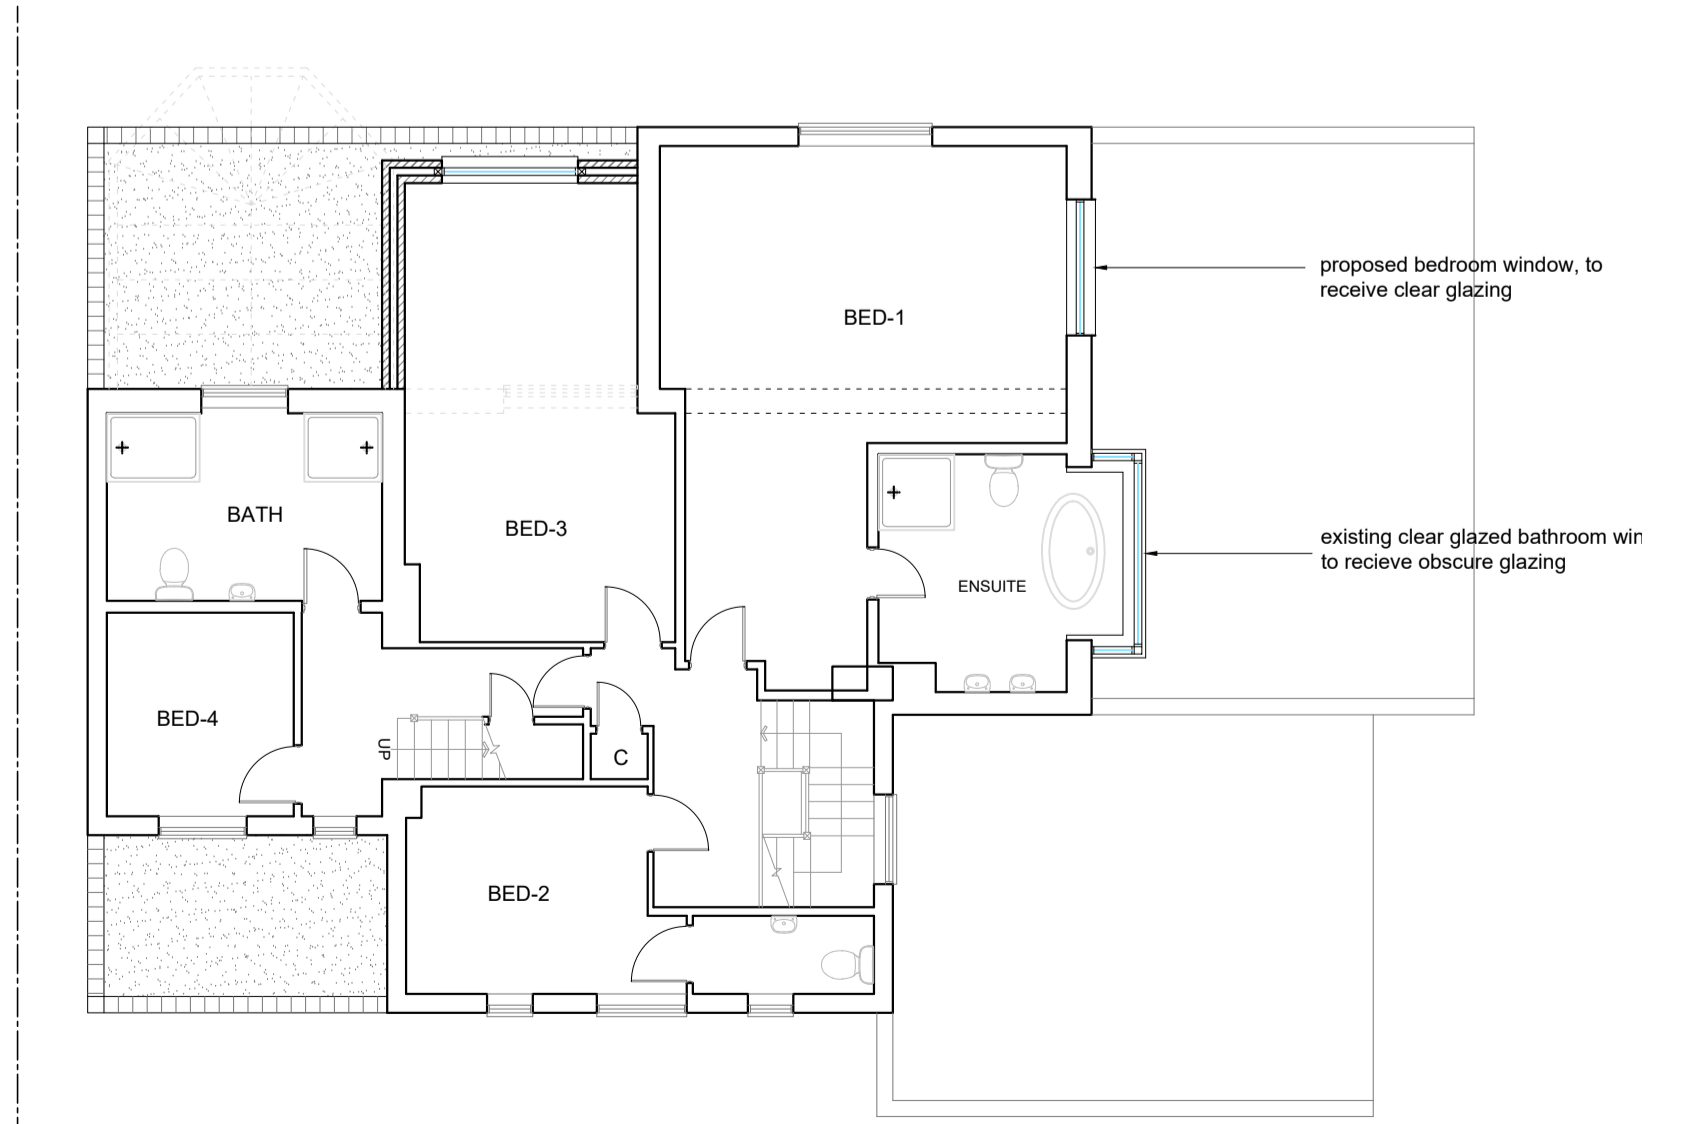 proposed bedroom window, to
receive clear glazing
BED-1
BED-3
BATH
existing clear glazed bathroom win
to recieve obscure glazing
ENSUITE
BED-4
UP
C
BED-2